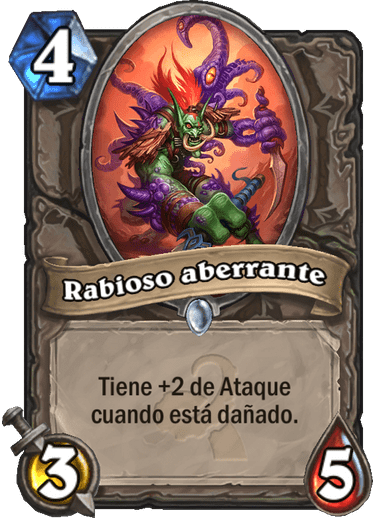 4
Rabioso aberrante
Tiene +2 de Ataque
cuando está dañado.
3
5